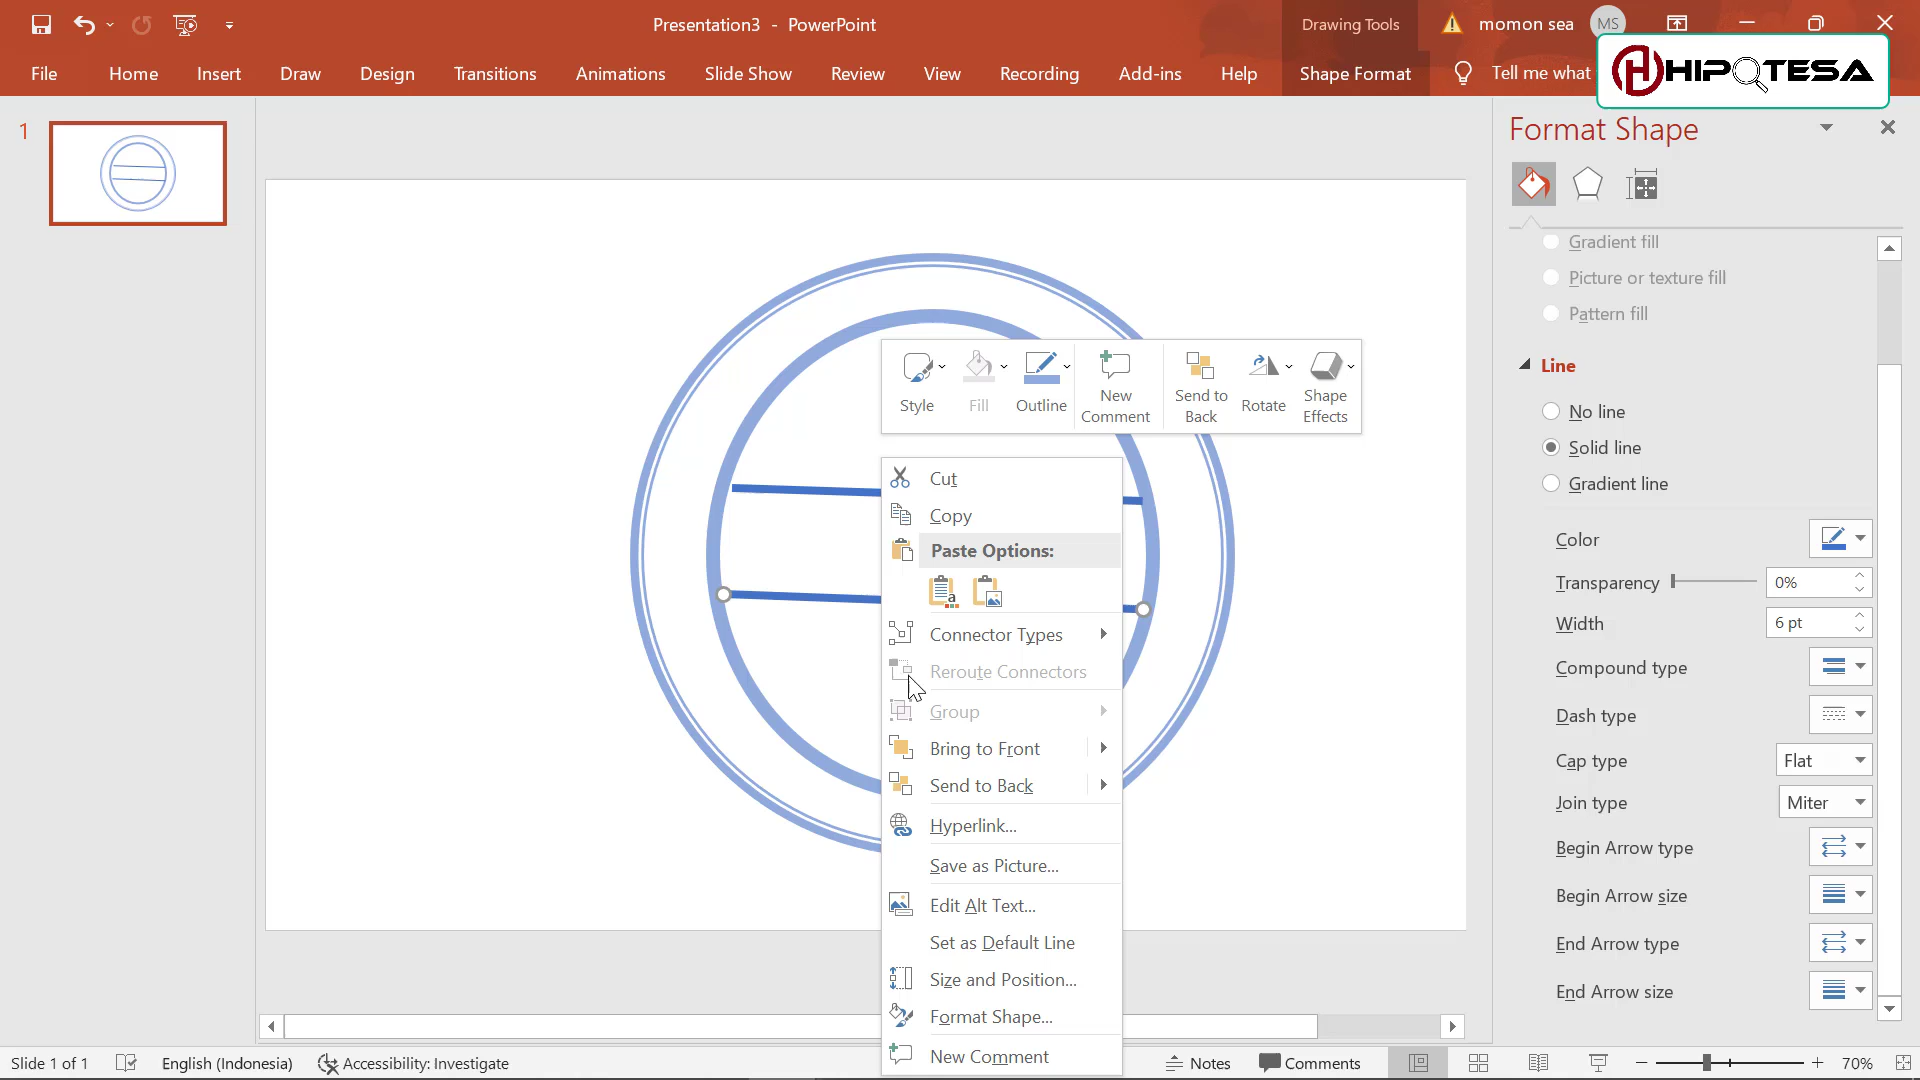 Presentation3 - PowerPoint
Drawing Tools
momon sea
MS
File
Home
Insert
Draw
Design
Transitions
Animations
Slide Show
Review
View
Recording
Add-ins
Help
Shape Format
Tell me what
HIPOTESA
1
Format Shape
Gradient fill
Picture or texture fill
Pattern fill
Line
No line
Solid line
Gradient line
Color
Transparency
0%
Width
6 pt
Compound type
Dash type
Cap type
Flat
Join type
Miter
Begin Arrow type
Begin Arrow size
End Arrow type
End Arrow size
Style
Fill
Outline
New Comment
Send to Back
Rotate
Shape Effects
Cut
Copy
Paste Options:
Connector Types
Reroute Connectors
Group
Bring to Front
Send to Back
Hyperlink...
Save as Picture...
Edit Alt Text...
Set as Default Line
Size and Position...
Format Shape...
New Comment
Slide 1 of 1
English (Indonesia)
Accessibility: Investigate
Notes
Comments
70%